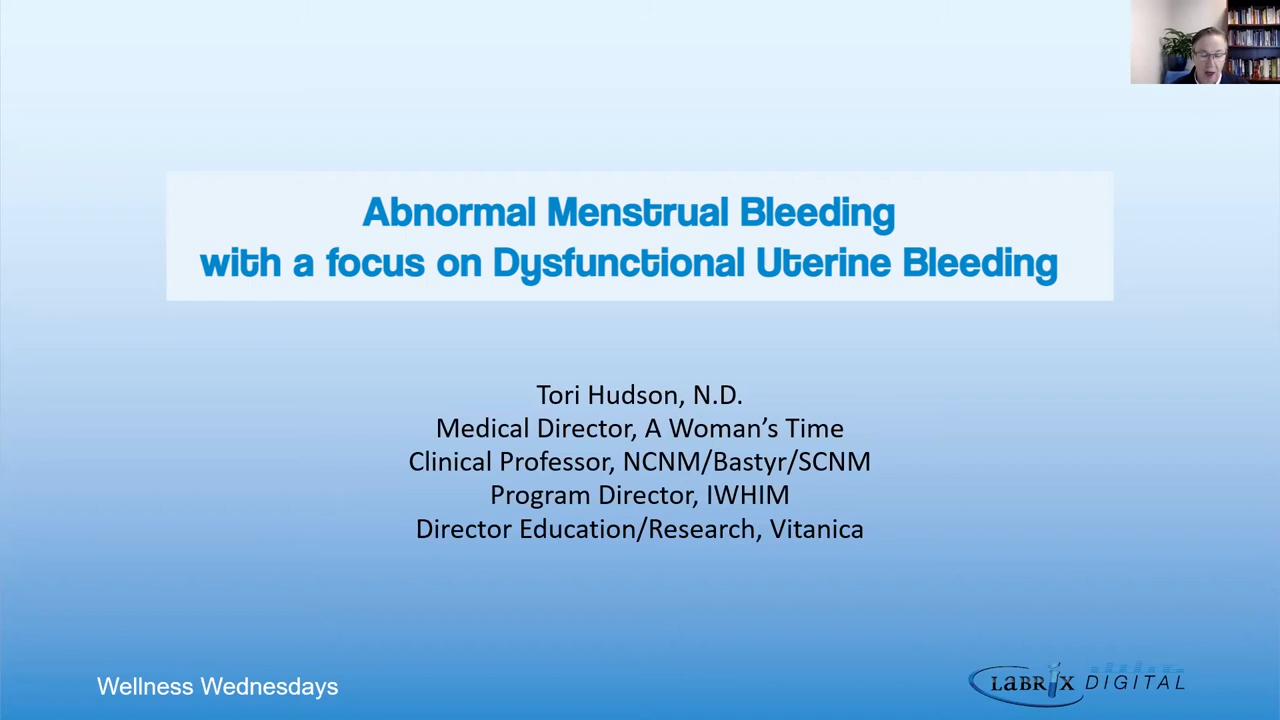 Abnormal Menstrual Bleeding
with a focus on Dysfunctional Uterine Bleeding
Tori Hudson, N.D.
Medical Director, A Woman’s Time
Clinical Professor, NCNM/Bastyr/SCNM
Program Director, IWHIM
Director Education/Research, Vitanica
Wellness Wednesdays
LABRIX DIGITAL